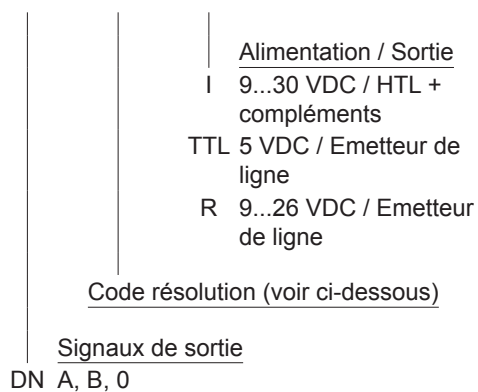 Alimentation / Sortie
I 9...30 VDC / HTL +
compléments
TTL 5 VDC / Emetteur de
ligne
R 9...26 VDC / Emetteur
de ligne
Code résolution (voir ci-dessous)
Signaux de sortie
DN A, B, 0